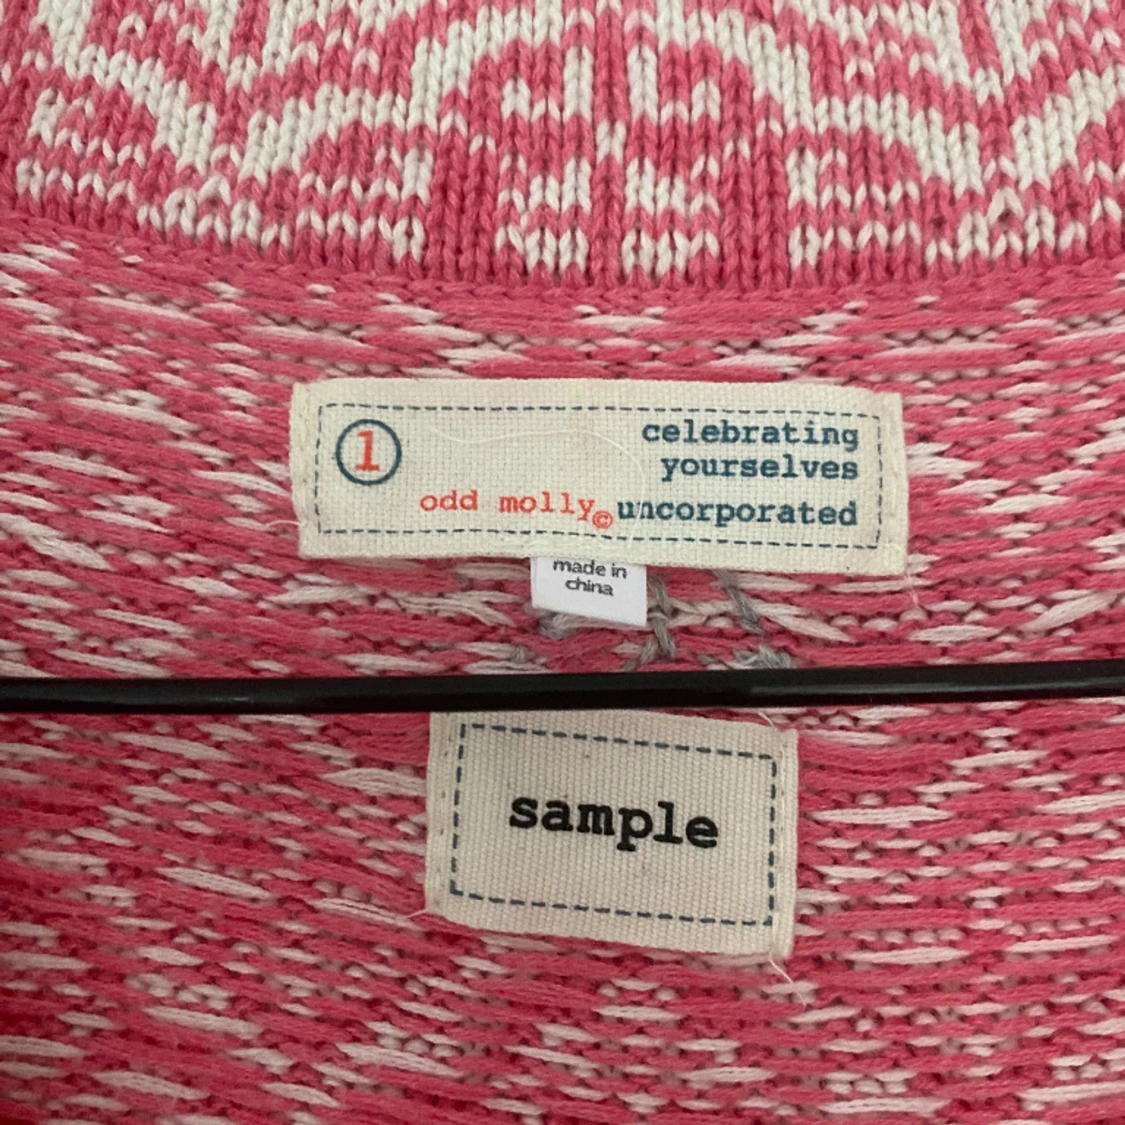 1
celebrating
yourselves
odd molly© uncorporated
made in
china
sample